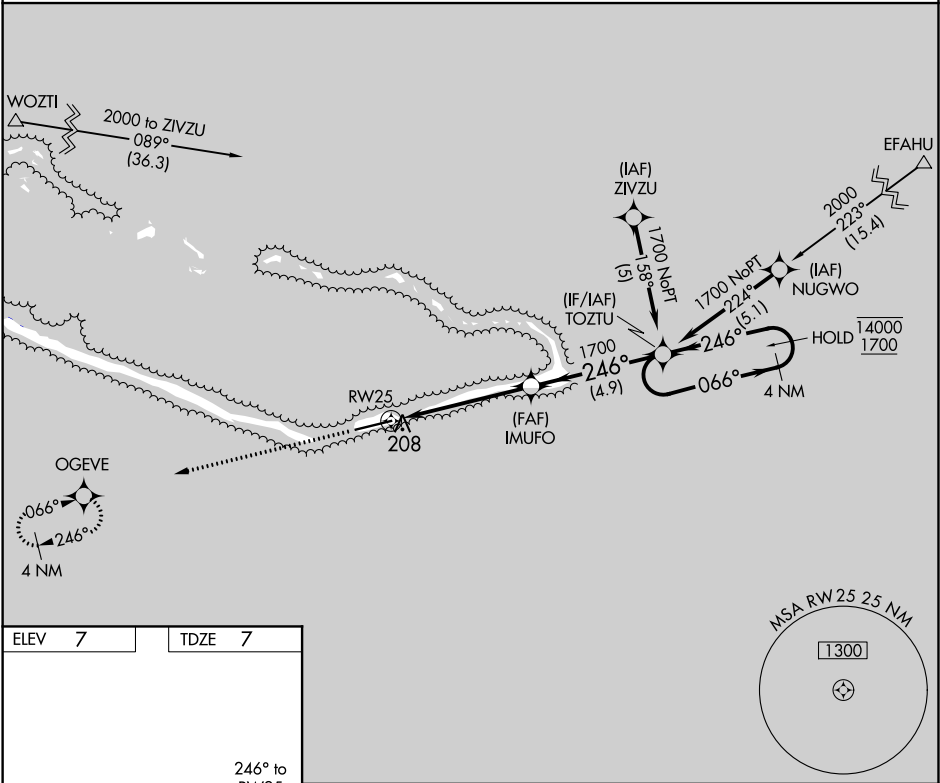 WOZTI
2000 to ZIVZU
089°
(36.3)
EFAHU
2000
223°
(15.4)
(IAF)
ZIVZU
1700 NoPT
158°
(5)
1700 NoPT
224°
(5.1)
(IAF)
NUGWO
(IF/IAF)
TOZTU
HOLD
14000
1700
246°
066°
4 NM
1700
246°
(4.9)
RW25
208
(FAF)
IMUFO
OGEVE
066°
246°
4 NM
ELEV 7
TDZE 7
246° to
MSA RW25 25 NM
1300